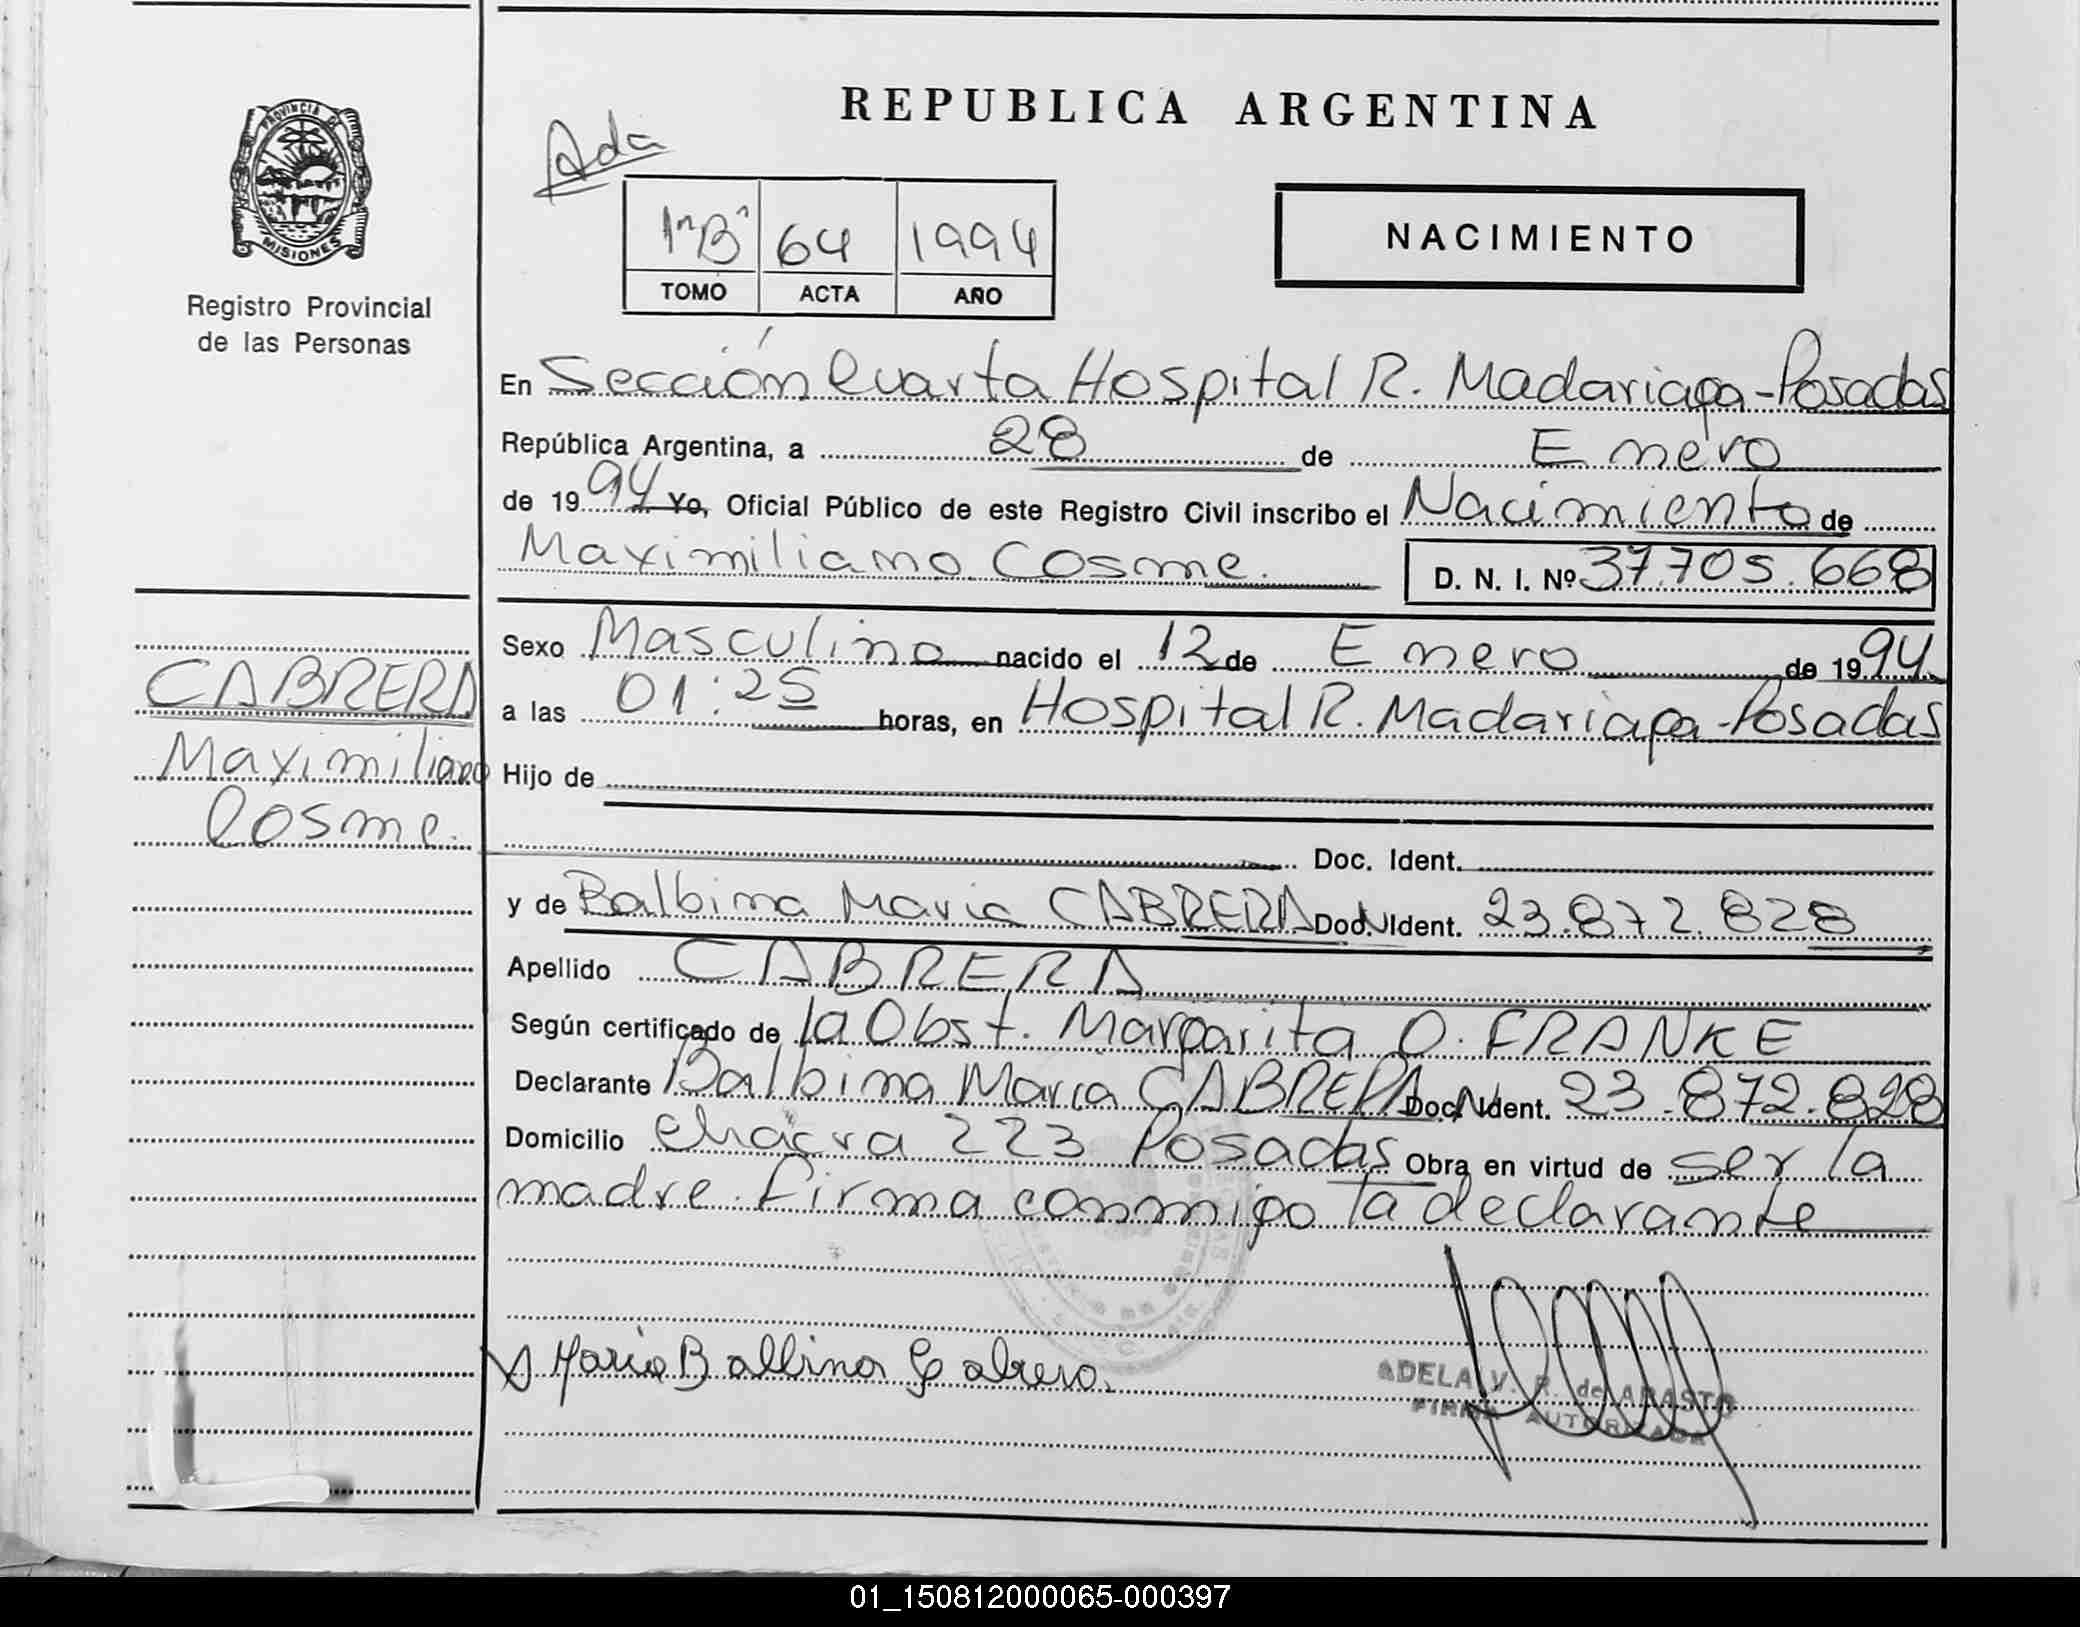 REPUBLICA ARGENTINA
Ada
PROVINCIA DE
MISIONES
Registro Provincial
de las Personas
1"B" 64 1994
TOMO ACTA AÑO
NACIMIENTO
En Sección Cuarta Hospital R. Madariaga-Posadas
República Argentina, a 28 de Enero
de 1994 Yo, Oficial Público de este Registro Civil inscribo el Nacimiento de
Maximiliano Cosme. D. N. I. Nº 37.705.668
Sexo Masculino nacido el 12 de Enero de 1994
a las 01:25 horas, en Hospital R. Madariaga-Posadas
CABRERA
Maximiliano
Cosme.
Hijo de
Doc. Ident.
y de Balbina Maria CABRERA Doc. Ident. 23.872.828
Apellido CABRERA
Según certificado de la Obst. Margarita O. FRANKE
Declarante Balbina Maria CABRERA Doc. Ident. 23.872.828
Domicilio Chacra 223 Posadas Obra en virtud de ser la
madre. Firma conmigo la declarante
Maria Balbina Cabrera.
ADELA V. R. de ARASTO
FIRMA AUTORIZADA
01_150812000065-000397